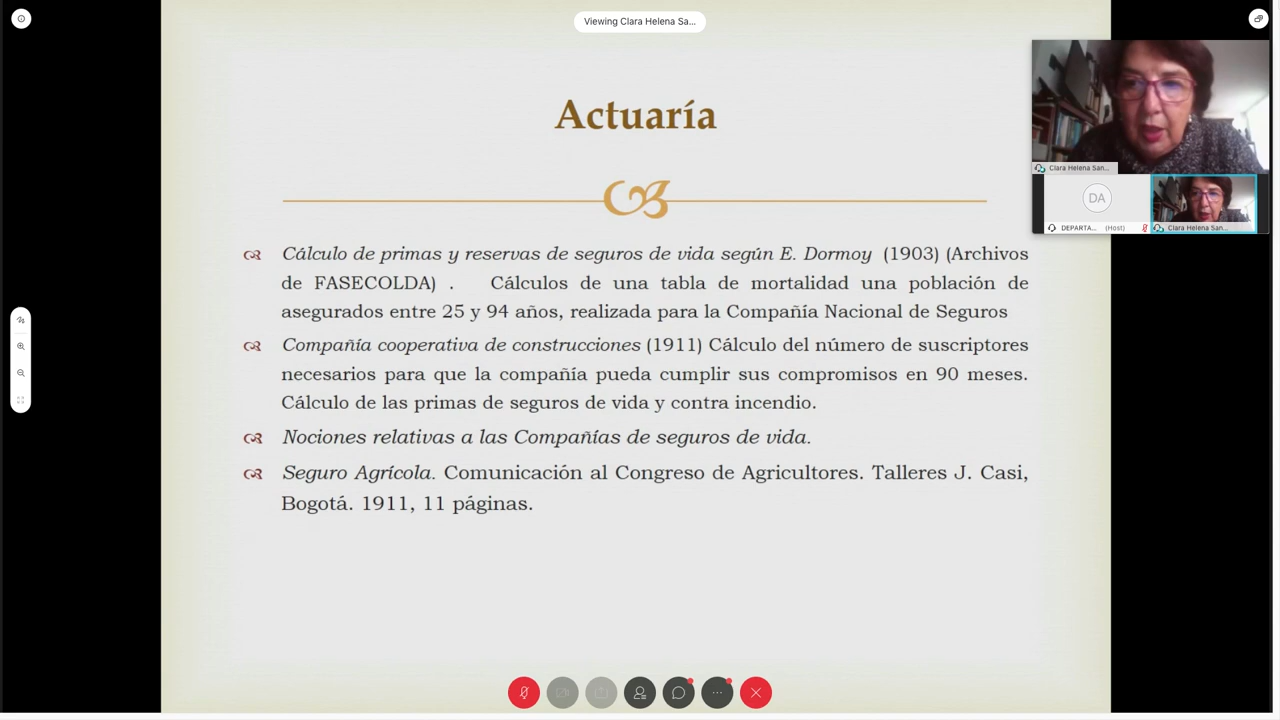 Viewing Clara Helena Sa...
Actuaría
Cálculo de primas y reservas de seguros de vida según E. Dormoy (1903) (Archivos
de FASECOLDA) . Cálculos de una tabla de mortalidad una población de
asegurados entre 25 y 94 años, realizada para la Compañía Nacional de Seguros
Compañía cooperativa de construcciones (1911) Cálculo del número de suscriptores
necesarios para que la compañía pueda cumplir sus compromisos en 90 meses.
Cálculo de las primas de seguros de vida y contra incendio.
Nociones relativas a las Compañías de seguros de vida.
Seguro Agrícola. Comunicación al Congreso de Agricultores. Talleres J. Casi,
Bogotá. 1911, 11 páginas.
Clara Helena San...
DA
DEPARTA... (Host)
Clara Helena San...